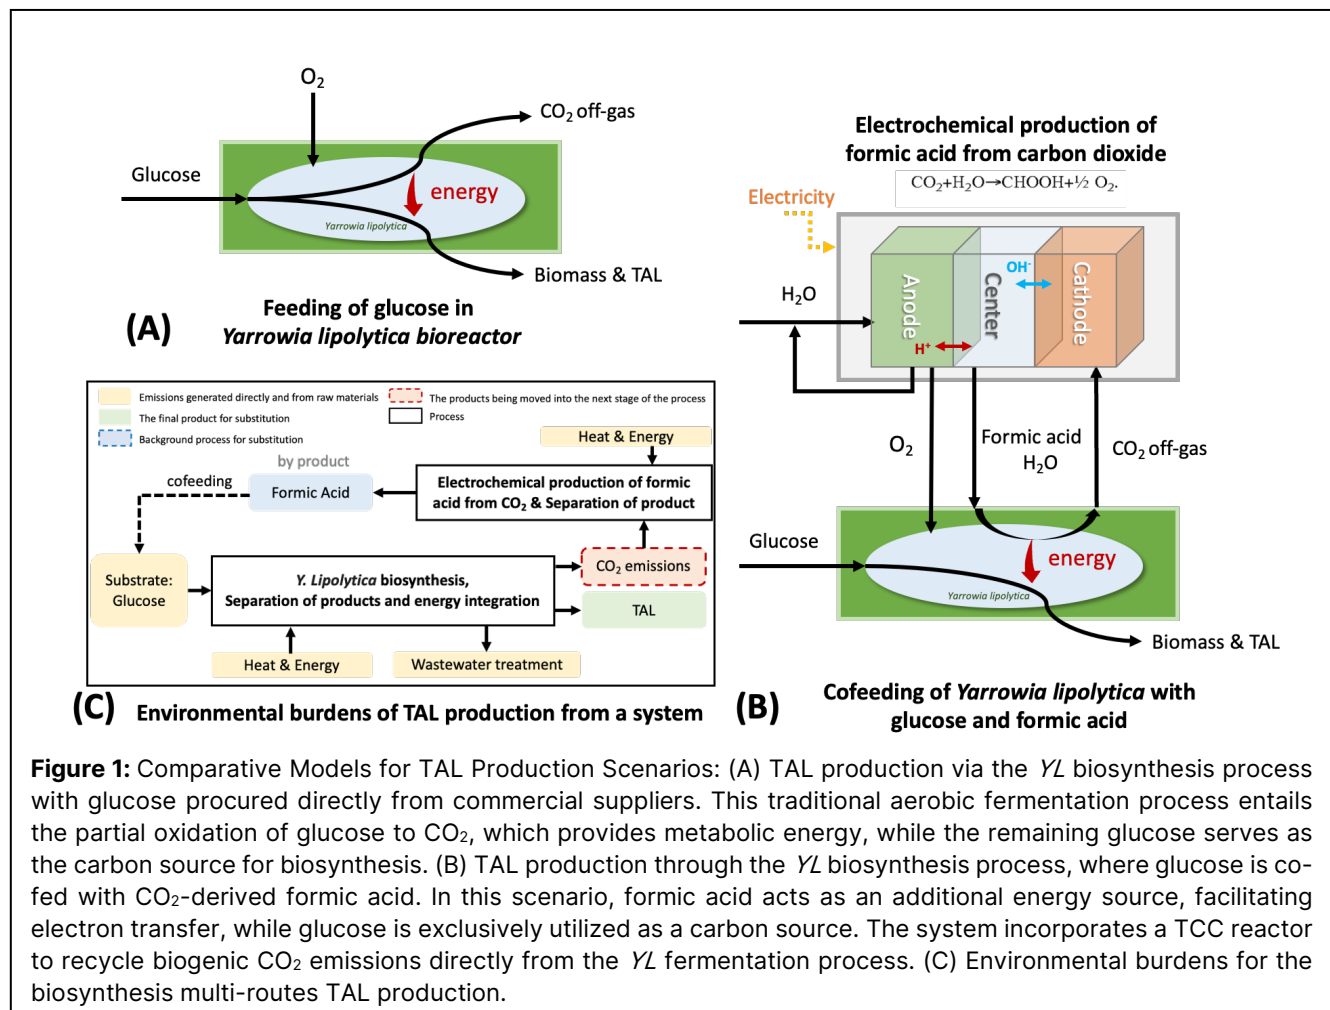 O₂
CO₂ off-gas
Glucose
energy
Yarrowia lipolytica
Biomass & TAL
Feeding of glucose in
Yarrowia lipolytica bioreactor
(A)
Electrochemical production of
formic acid from carbon dioxide
CO₂+H₂O→CHOOH+½ O₂.
Electricity
H₂O
Anode
Center
Cathode
OH⁻
H⁺
O₂
Formic acid
H₂O
CO₂ off-gas
Glucose
energy
Yarrowia lipolytica
Biomass & TAL
(B)
Cofeeding of Yarrowia lipolytica with
glucose and formic acid
Emissions generated directly and from raw materials
The final product for substitution
Background process for substitution
The products being moved into the next stage of the process
Process
Heat & Energy
by product
cofeeding
Formic Acid
Electrochemical production of formic
acid from CO₂ & Separation of product
Substrate:
Glucose
Y. Lipolytica biosynthesis,
Separation of products and energy integration
CO₂ emissions
TAL
Heat & Energy
Wastewater treatment
(C)
Environmental burdens of TAL production from a system
Figure 1: Comparative Models for TAL Production Scenarios: (A) TAL production via the YL biosynthesis process
with glucose procured directly from commercial suppliers. This traditional aerobic fermentation process entails
the partial oxidation of glucose to CO₂, which provides metabolic energy, while the remaining glucose serves as
the carbon source for biosynthesis. (B) TAL production through the YL biosynthesis process, where glucose is co-
fed with CO₂-derived formic acid. In this scenario, formic acid acts as an additional energy source, facilitating
electron transfer, while glucose is exclusively utilized as a carbon source. The system incorporates a TCC reactor
to recycle biogenic CO₂ emissions directly from the YL fermentation process. (C) Environmental burdens for the
biosynthesis multi-routes TAL production.